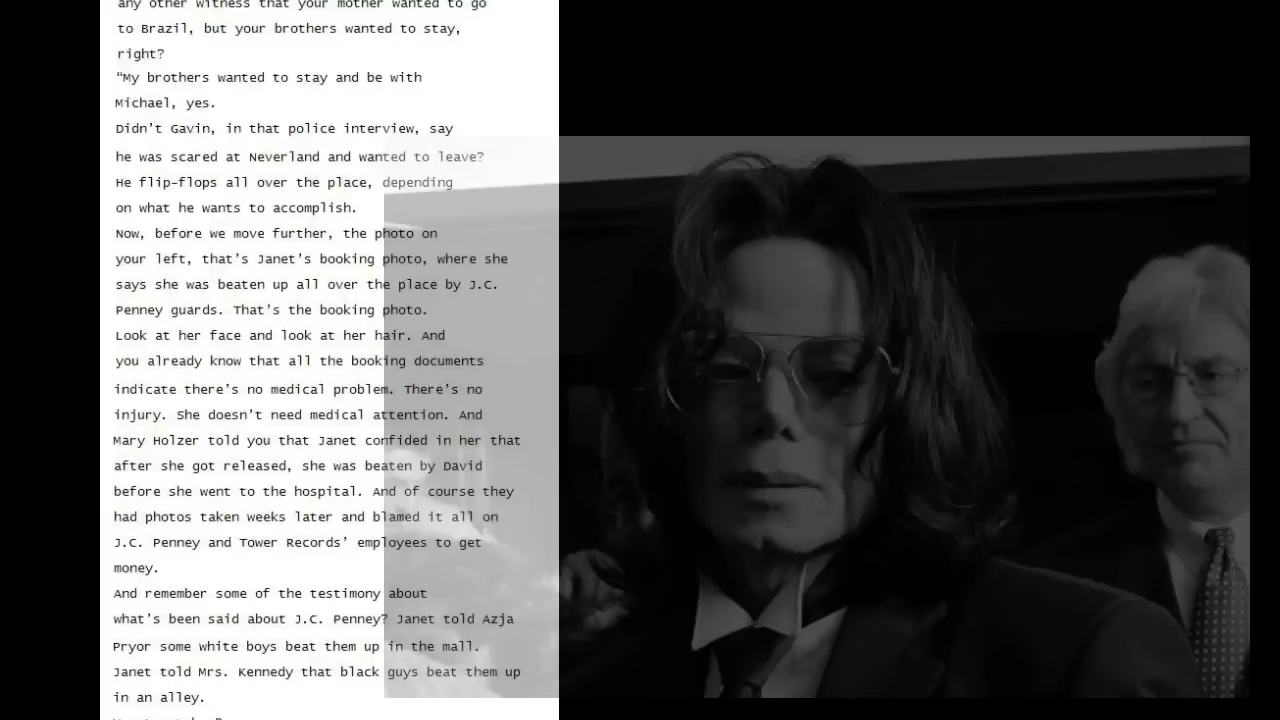 any other witness that your mother wanted to go
to Brazil, but your brothers wanted to stay,
right?
“My brothers wanted to stay and be with
Michael, yes.
Didn’t Gavin, in that police interview, say
he was scared at Neverland and wanted to leave?
He flip-flops all over the place, depending
on what he wants to accomplish.
Now, before we move further, the photo on
your left, that’s Janet’s booking photo, where she
says she was beaten up all over the place by J.C.
Penney guards. That’s the booking photo.
Look at her face and look at her hair. And
you already know that all the booking documents
indicate there’s no medical problem. There’s no
injury. She doesn’t need medical attention. And
Mary Holzer told you that Janet confided in her that
after she got released, she was beaten by David
before she went to the hospital. And of course they
had photos taken weeks later and blamed it all on
J.C. Penney and Tower Records’ employees to get
money.
And remember some of the testimony about
what’s been said about J.C. Penney? Janet told Azja
Pryor some white boys beat them up in the mall.
Janet told Mrs. Kennedy that black guys beat them up
in an alley.